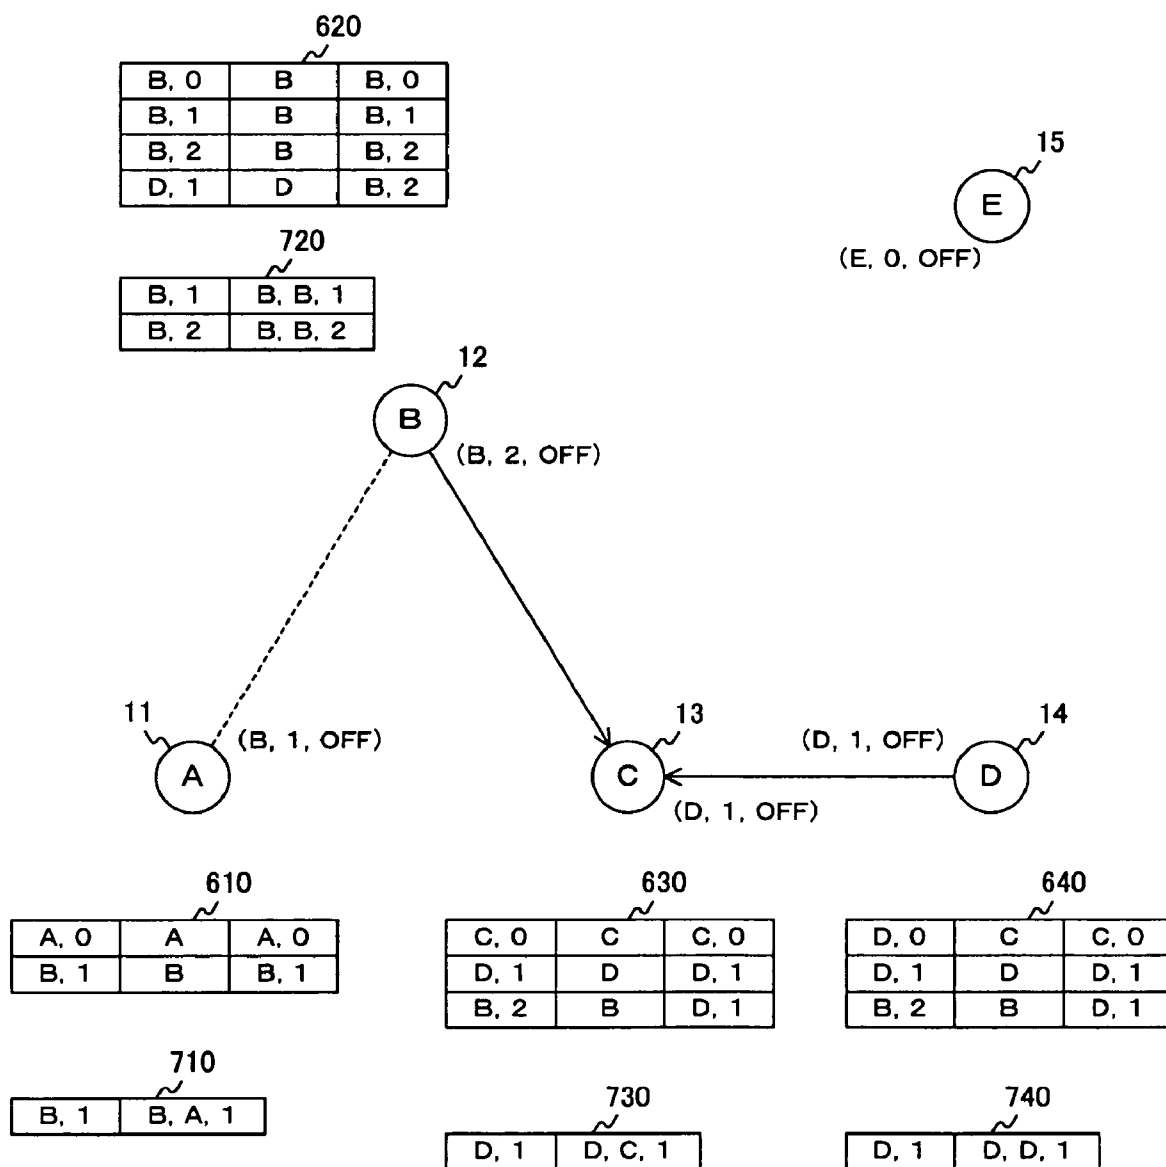 620
B, 0 B B, 0
B, 1 B B, 1
B, 2 B B, 2
D, 1 D B, 2
15
E
(E, 0, OFF)
720
B, 1 B, B, 1
B, 2 B, B, 2
12
B
(B, 2, OFF)
11
A
(B, 1, OFF)
13
C
(D, 1, OFF)
14
D
(D, 1, OFF)
610
A, 0 A A, 0
B, 1 B B, 1
630
C, 0 C C, 0
D, 1 D D, 1
B, 2 B D, 1
640
D, 0 C C, 0
D, 1 D D, 1
B, 2 B D, 1
710
B, 1 B, A, 1
730
D, 1 D, C, 1
740
D, 1 D, D, 1